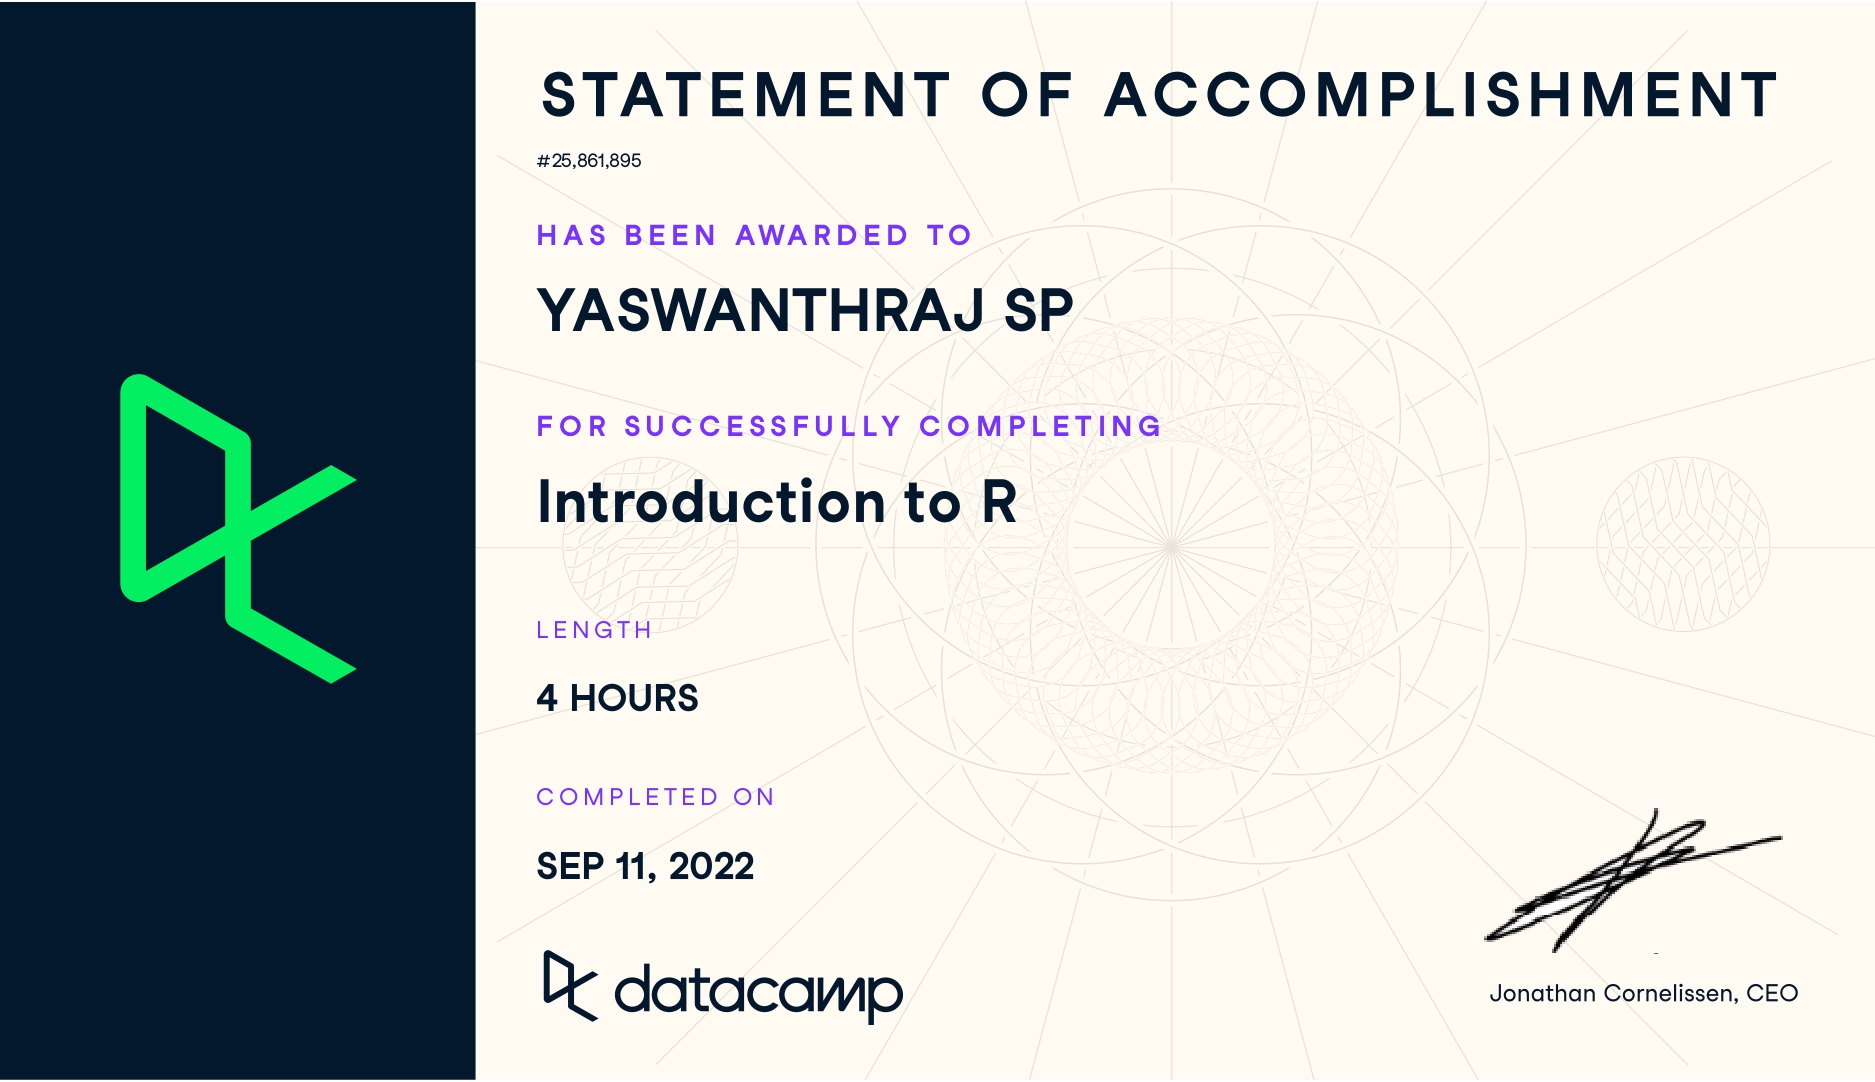 STATEMENT OF ACCOMPLISHMENT
#25,861,895
HAS BEEN AWARDED TO
YASWANTHRAJ SP
FOR SUCCESSFULLY COMPLETING
Introduction to R
LENGTH
4 HOURS
COMPLETED ON
SEP 11, 2022
datacamp
Jonathan Cornelissen, CEO